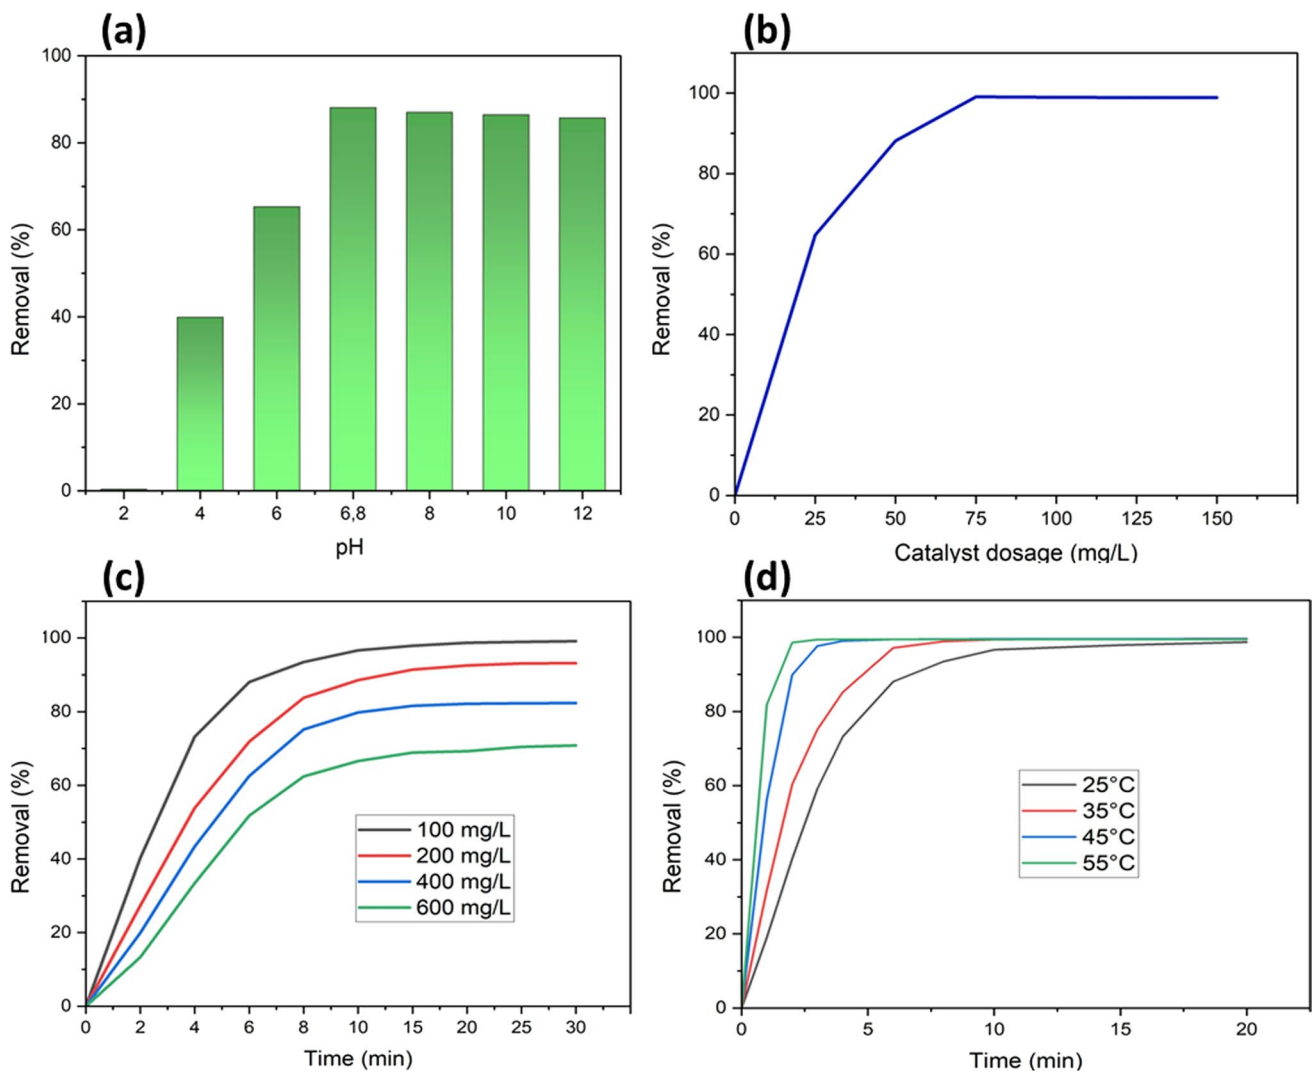 (a)
100
80
60
40
20
0
Removal (%)
2 4 6 6,8 8 10 12
pH
(b)
100
80
60
40
20
0
Removal (%)
0 25 50 75 100 125 150
Catalyst dosage (mg/L)
(c)
100
80
60
40
20
0
Removal (%)
100 mg/L
200 mg/L
400 mg/L
600 mg/L
0 2 4 6 8 10 15 20 25 30
Time (min)
(d)
100
80
60
40
20
0
Removal (%)
25°C
35°C
45°C
55°C
0 5 10 15 20
Time (min)